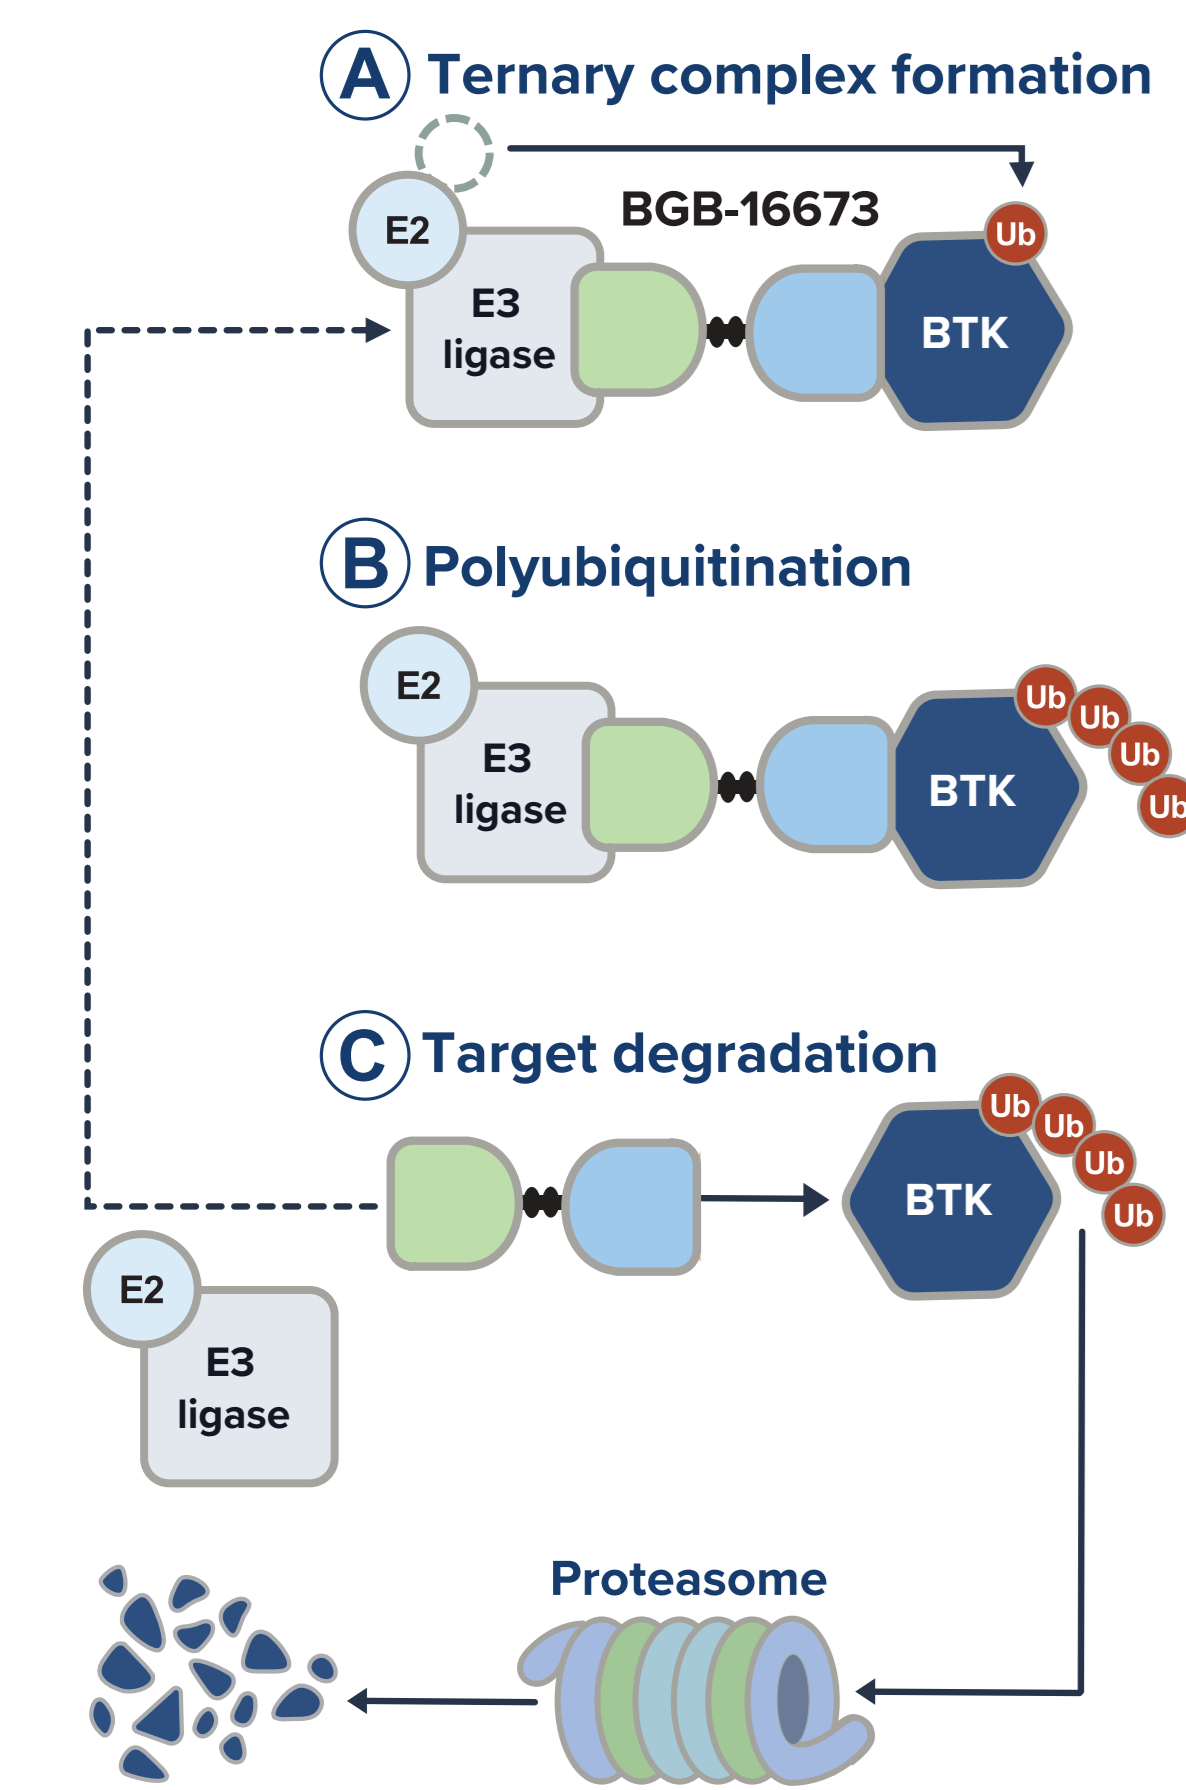 A Ternary complex formation
BGB-16673
E2
Ub
E3
ligase
BTK
B Polyubiquitination
E2
Ub
Ub
Ub
Ub
E3
ligase
BTK
C Target degradation
Ub
Ub
Ub
Ub
BTK
E2
E3
ligase
Proteasome